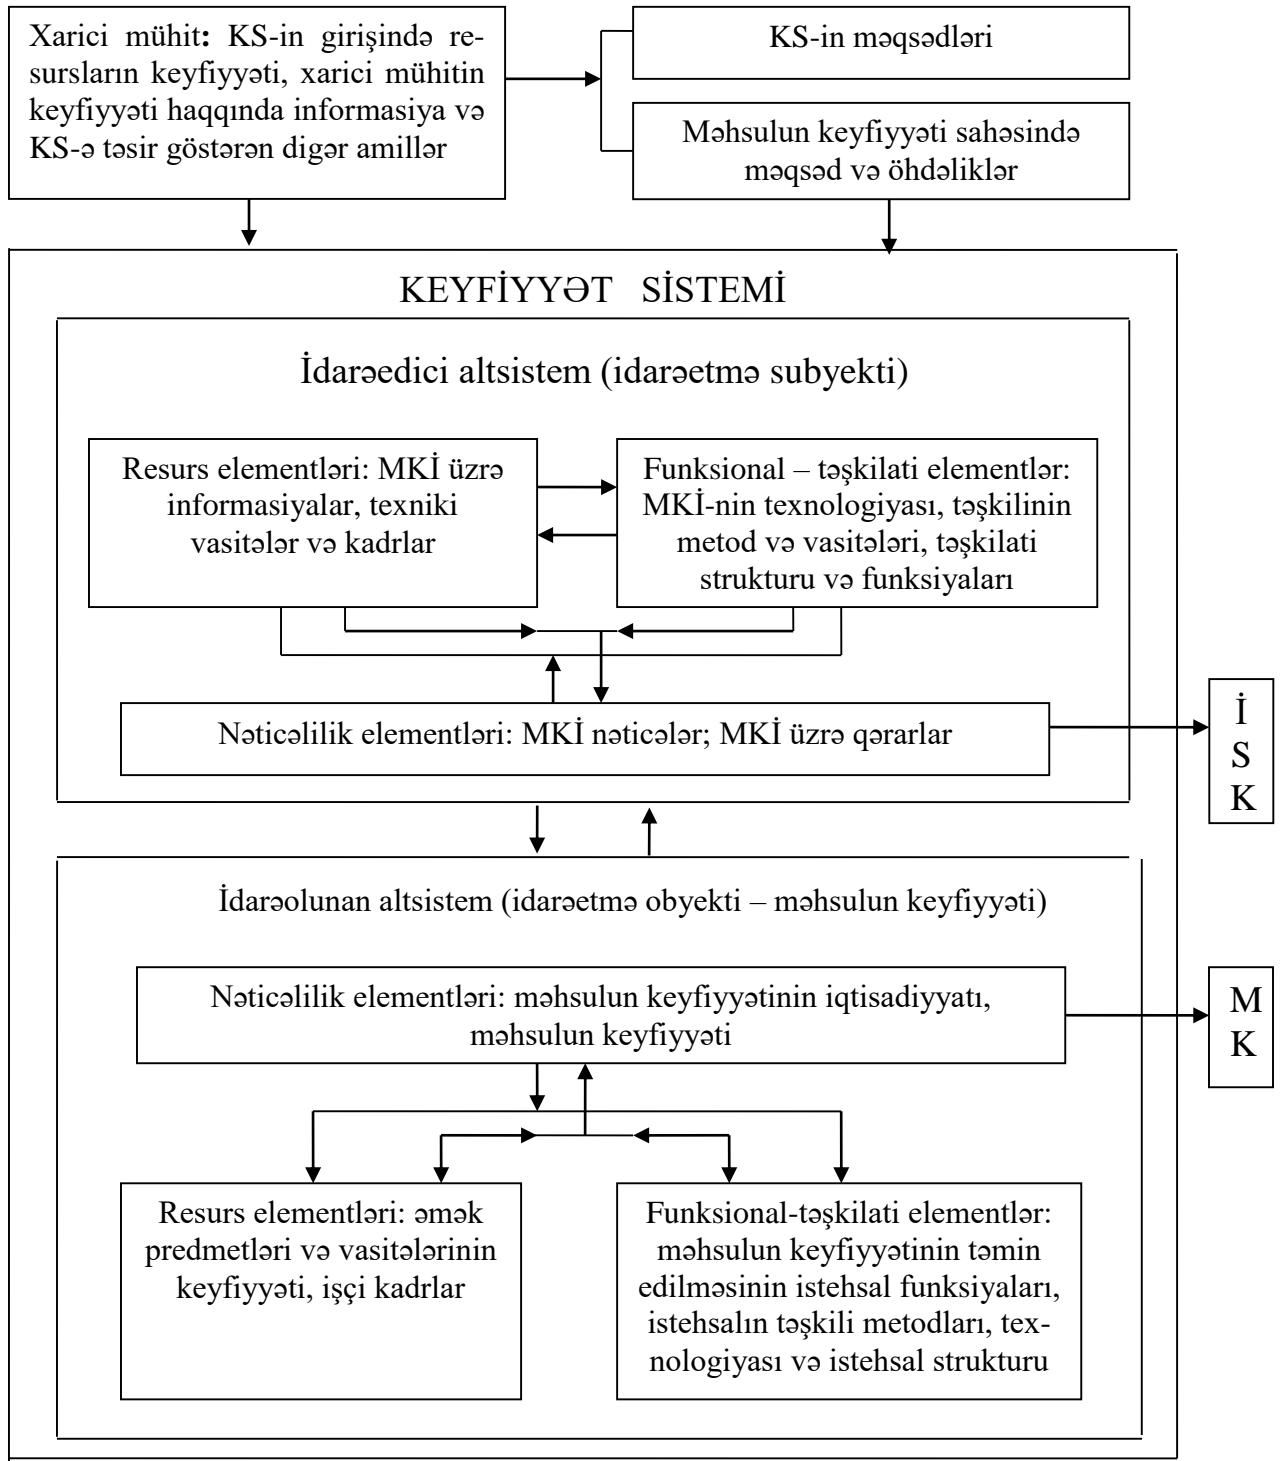 Xarici mühit: KS-in girişində re-
sursların keyfiyyəti, xarici mühitin
keyfiyyəti haqqında informasiya və
KS-ə təsir göstərən digər amillər
KS-in məqsədləri
Məhsulun keyfiyyəti sahəsində
məqsəd və öhdəliklər
KEYFİYYƏT SİSTEMİ
İdarəedici altsistem (idarəetmə subyekti)
Resurs elementləri: MKİ üzrə
informasiyalar, texniki
vasitələr və kadrlar
Funksional – təşkilati elementlər:
MKİ-nin texnologiyası, təşkilinin
metod və vasitələri, təşkilati
strukturu və funksiyaları
Nəticəlilik elementləri: MKİ nəticələr; MKİ üzrə qərarlar
İ
S
K
İdarəolunan altsistem (idarəetmə obyekti – məhsulun keyfiyyəti)
Nəticəlilik elementləri: məhsulun keyfiyyətinin iqtisadiyyatı,
məhsulun keyfiyyəti
M
K
Resurs elementləri: əmək
predmetləri və vasitələrinin
keyfiyyəti, işçi kadrlar
Funksional-təşkilati elementlər:
məhsulun keyfiyyətinin təmin
edilməsinin istehsal funksiyaları,
istehsalın təşkili metodları, tex-
nologiyası və istehsal strukturu